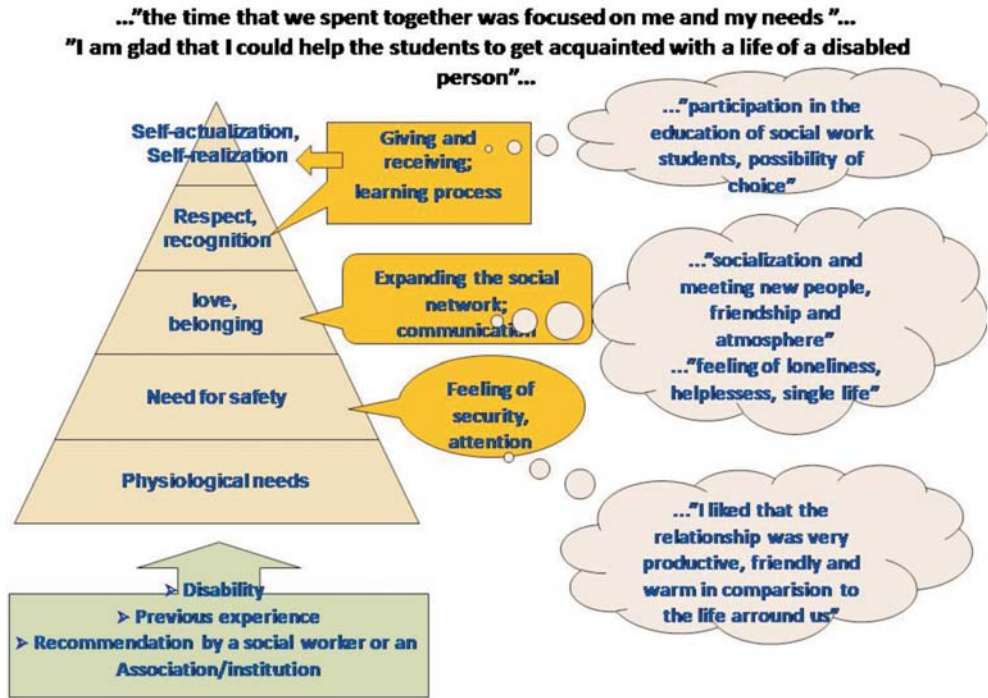 ..."the time that we spent together was focused on me and my needs "...
"I am glad that I could help the students to get acquainted with a life of a disabled
person"...
Self-actualization,
Self-realization
Respect,
recognition
love,
belonging
Need for safety
Physiological needs
Giving and
receiving;
learning process
Expanding the social
network;
communication
Feeling of
security,
attention
..."participation in the
education of social work
students, possibility of
choice"
..."socialization and
meeting new people,
friendship and
atmosphere"
..."feeling of loneliness,
helplessess, single life"
..."I liked that the
relationship was very
productive, friendly and
warm in comparision to
the life arround us"
➢ Disability
➢ Previous experience
➢ Recommendation by a social worker or an
Association/institution